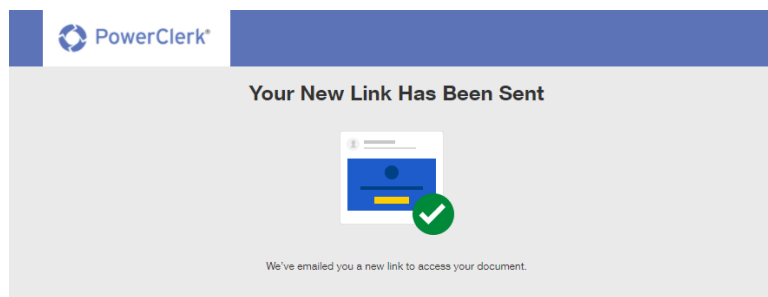 PowerClerk®
Your New Link Has Been Sent
We've emailed you a new link to access your document.